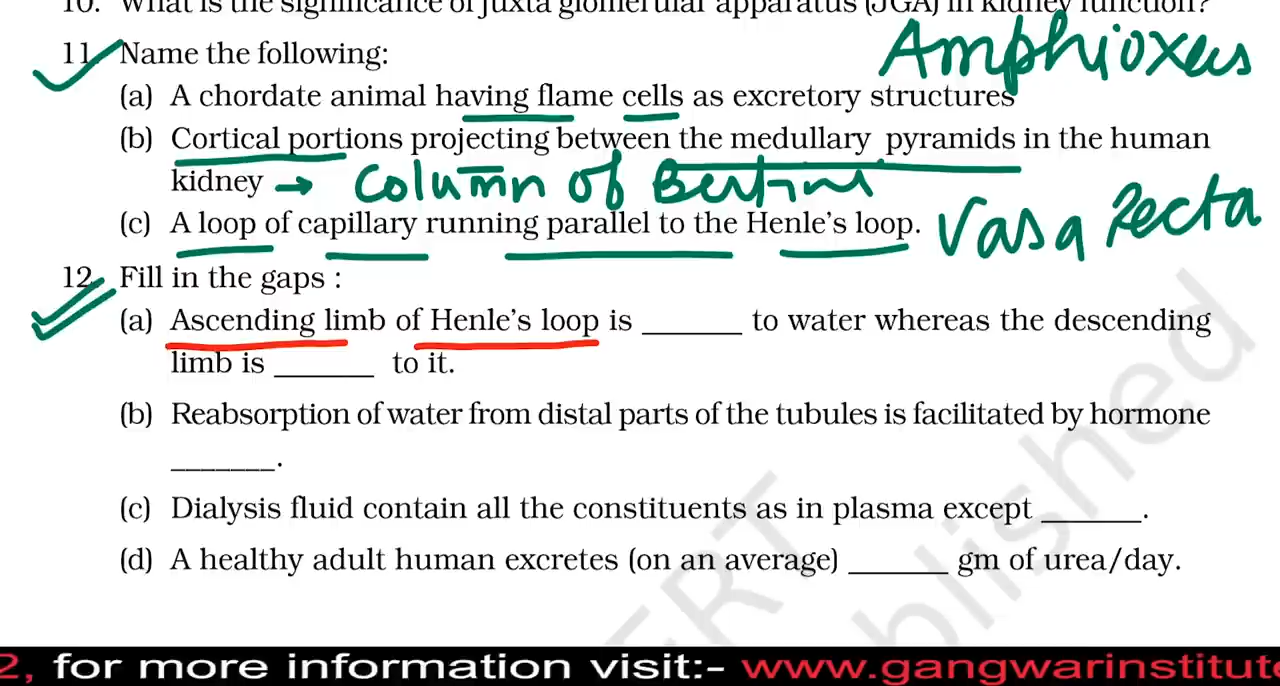 10. What is the significance of juxta glomerular apparatus (JGA) in kidney function?
11. Name the following:
Amphioxus
(a) A chordate animal having flame cells as excretory structures
(b) Cortical portions projecting between the medullary pyramids in the human
kidney → Column of Bertini
(c) A loop of capillary running parallel to the Henle's loop. Vasa recta
12. Fill in the gaps :
(a) Ascending limb of Henle's loop is ______ to water whereas the descending
limb is ______ to it.
(b) Reabsorption of water from distal parts of the tubules is facilitated by hormone
______.
(c) Dialysis fluid contain all the constituents as in plasma except ______.
(d) A healthy adult human excretes (on an average) ______ gm of urea/day.
2, for more information visit:- www.gangwarinstitute